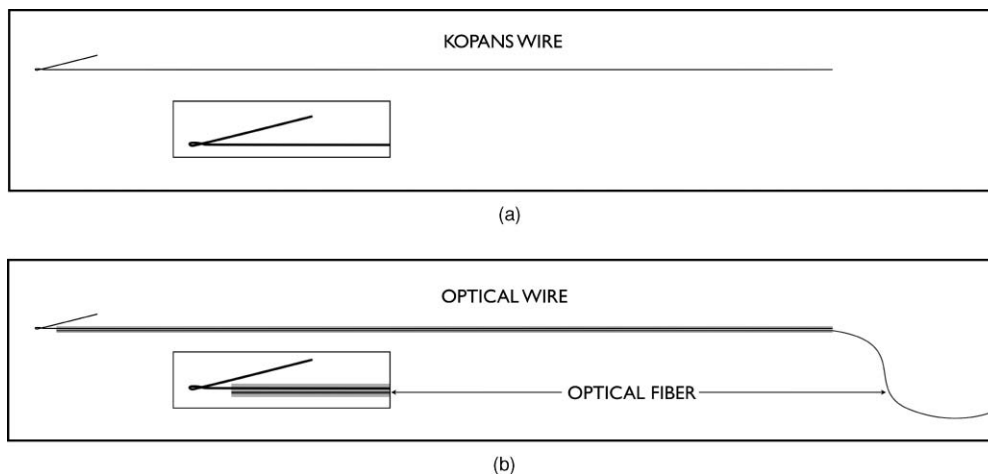 KOPANS WIRE
(a)
OPTICAL WIRE
OPTICAL FIBER
(b)